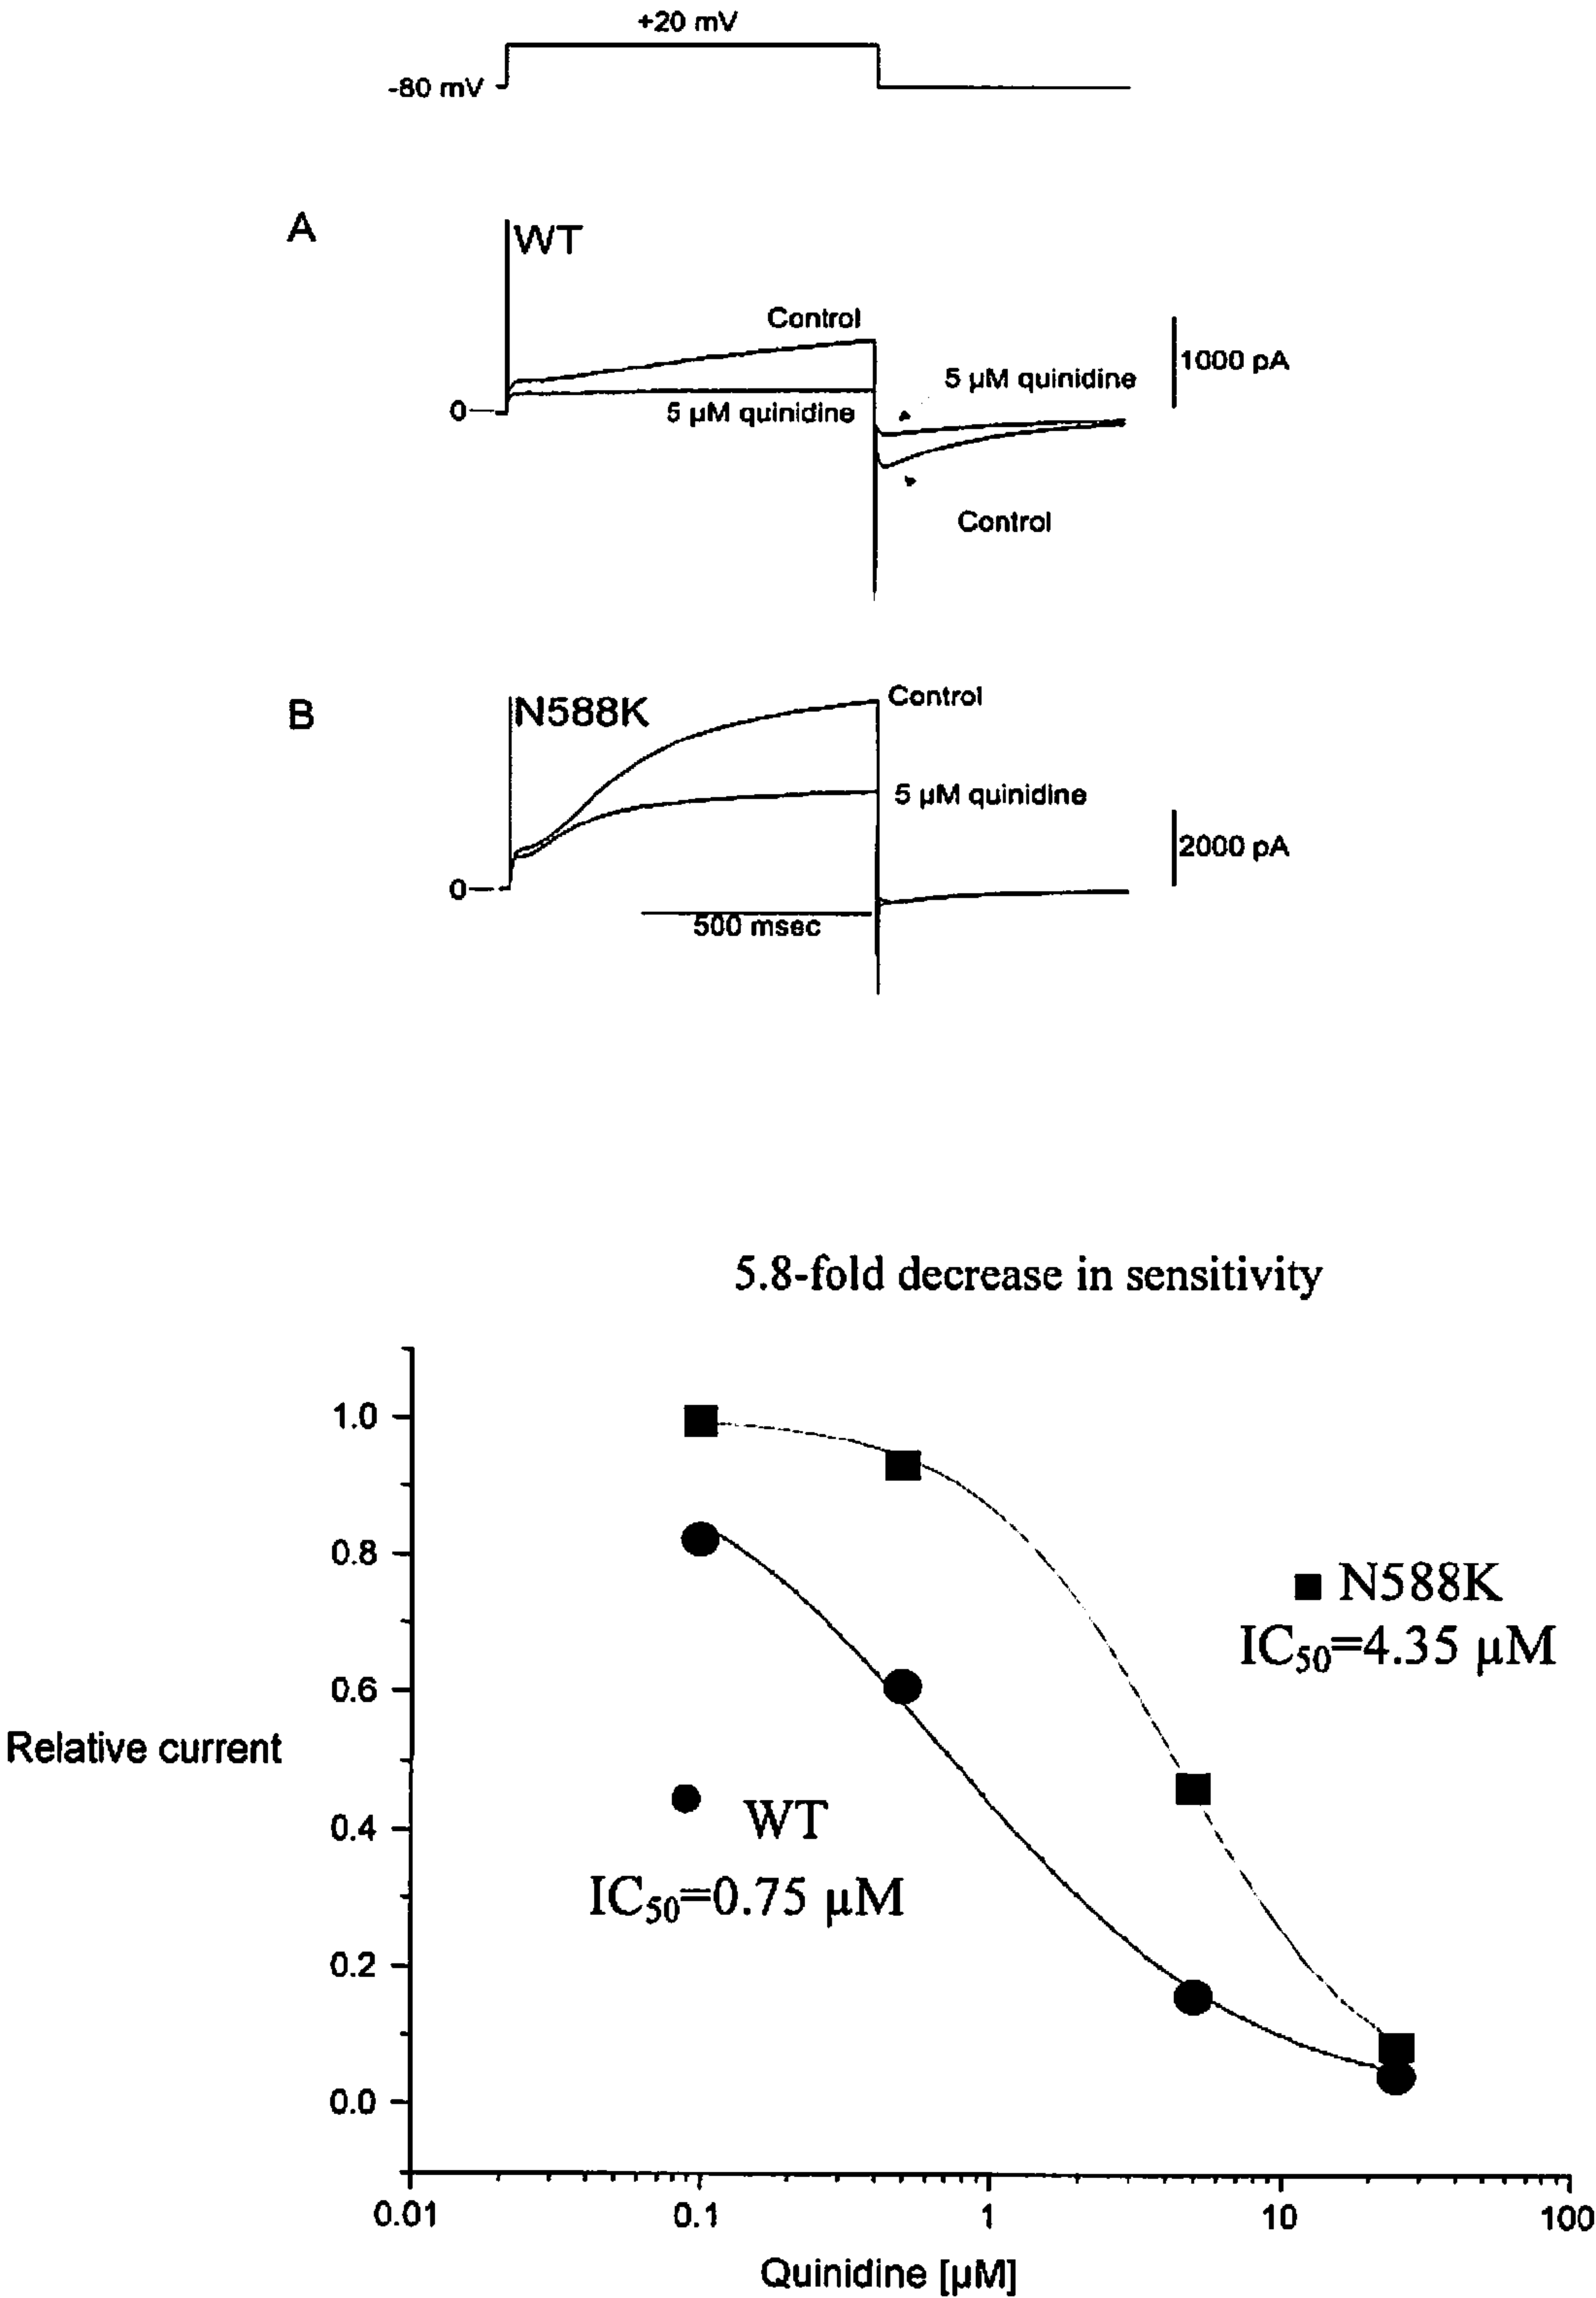 +20 mV
-80 mV
A
WT
Control
1000 pA
5 µM quinidine
0
5 µM quinidine
Control
B
N588K
Control
5 µM quinidine
2000 pA
0
500 msec
5.8-fold decrease in sensitivity
1.0
0.8
0.6
0.4
0.2
0.0
Relative current
N588K
IC50=4.35 µM
WT
IC50=0.75 µM
0.01
0.1
1
10
100
Quinidine [µM]